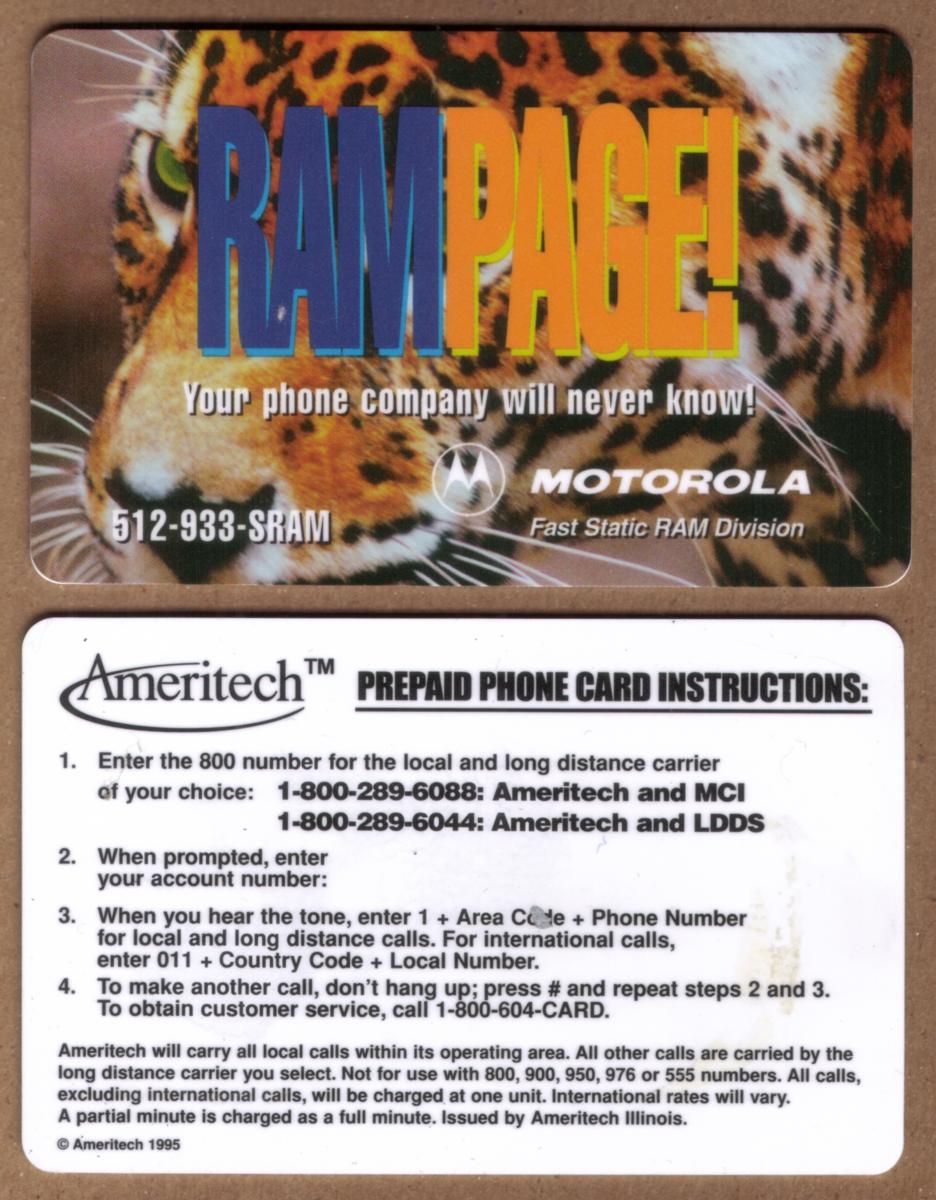 RAMPAGE!
Your phone company will never know!
MOTOROLA
512-933-SRAM
Fast Static RAM Division
Ameritech™ PREPAID PHONE CARD INSTRUCTIONS:
1. Enter the 800 number for the local and long distance carrier
of your choice: 1-800-289-6088: Ameritech and MCI
1-800-289-6044: Ameritech and LDDS
2. When prompted, enter
your account number:
3. When you hear the tone, enter 1 + Area Code + Phone Number
for local and long distance calls. For international calls,
enter 011 + Country Code + Local Number.
4. To make another call, don't hang up; press # and repeat steps 2 and 3.
To obtain customer service, call 1-800-604-CARD.
Ameritech will carry all local calls within its operating area. All other calls are carried by the
long distance carrier you select. Not for use with 800, 900, 950, 976 or 555 numbers. All calls,
excluding international calls, will be charged at one unit. International rates will vary.
A partial minute is charged as a full minute. Issued by Ameritech Illinois.
© Ameritech 1995